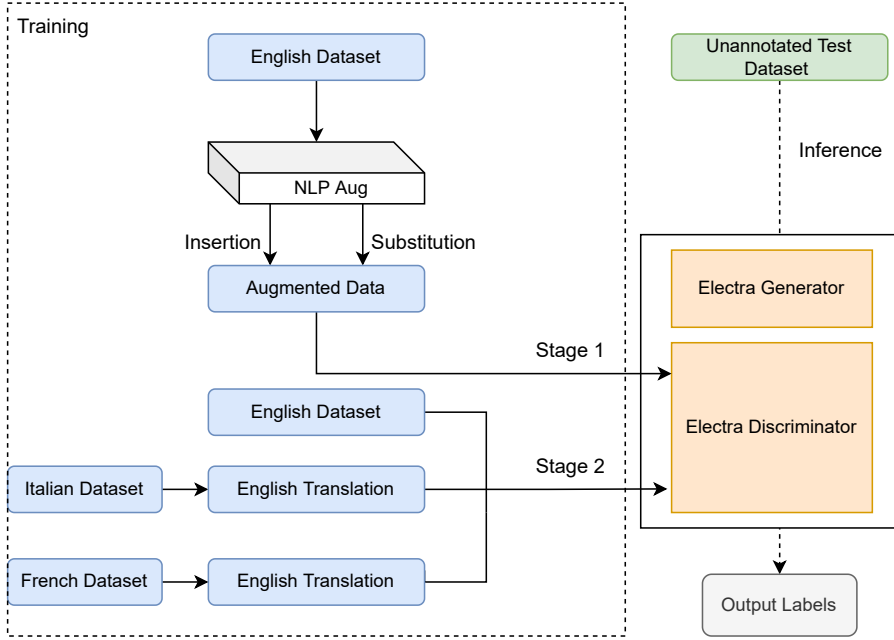 Training
English Dataset
NLP Aug
Insertion
Substitution
Augmented Data
Stage 1
English Dataset
Stage 2
Italian Dataset
English Translation
French Dataset
English Translation
Unannotated Test
Dataset
Inference
Electra Generator
Electra Discriminator
Output Labels